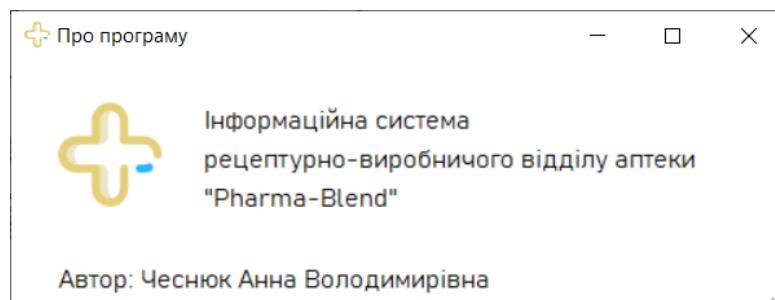 Про програму
Інформаційна система
рецептурно-виробничого відділу аптеки
"Pharma-Blend"
Автор: Чеснюк Анна Володимирівна